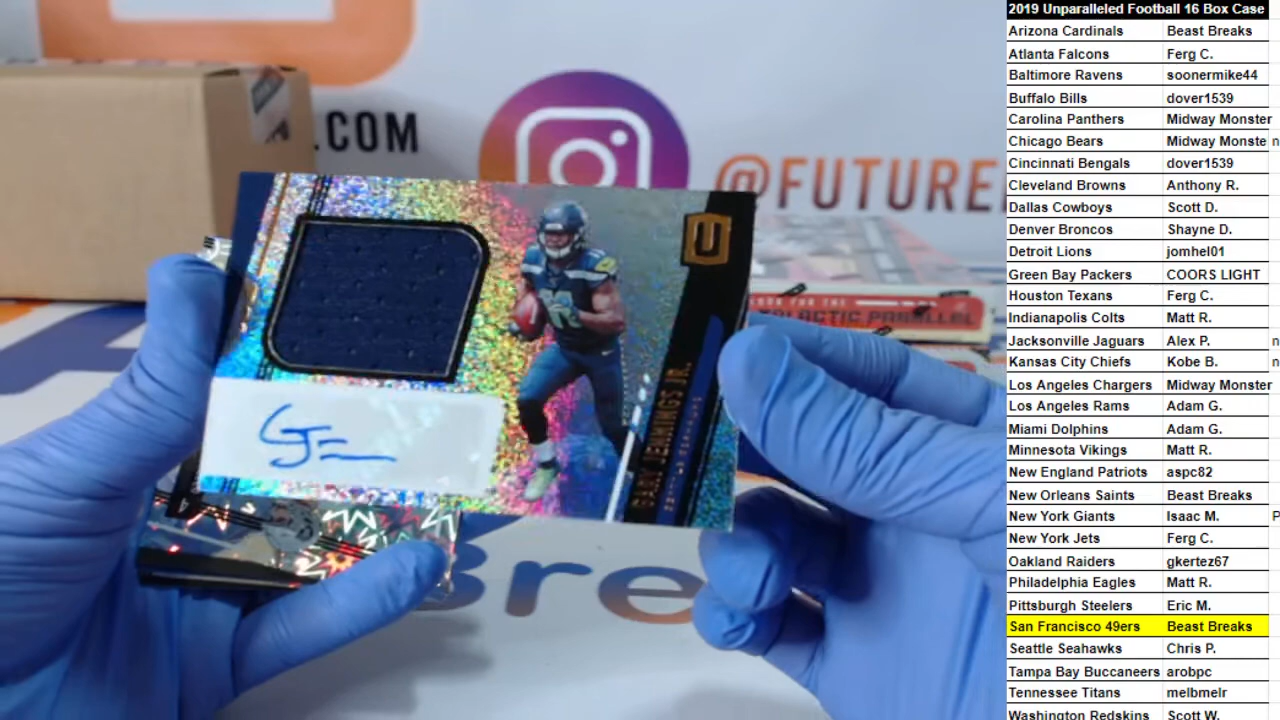 .COM
@FUTURE
GALACTIC PARALLEL
U
GARY JENNINGS JR.
Bre
2019 Unparalleled Football 16 Box Case
Arizona Cardinals Beast Breaks
Atlanta Falcons Ferg C.
Baltimore Ravens soonermike44
Buffalo Bills dover1539
Carolina Panthers Midway Monster
Chicago Bears Midway Monste n
Cincinnati Bengals dover1539
Cleveland Browns Anthony R.
Dallas Cowboys Scott D.
Denver Broncos Shayne D.
Detroit Lions jomhel01
Green Bay Packers COORS LIGHT
Houston Texans Ferg C.
Indianapolis Colts Matt R.
Jacksonville Jaguars Alex P. n
Kansas City Chiefs Kobe B. n
Los Angeles Chargers Midway Monster
Los Angeles Rams Adam G.
Miami Dolphins Adam G.
Minnesota Vikings Matt R.
New England Patriots aspc82
New Orleans Saints Beast Breaks
New York Giants Isaac M. P
New York Jets Ferg C.
Oakland Raiders gkertez67
Philadelphia Eagles Matt R.
Pittsburgh Steelers Eric M.
San Francisco 49ers Beast Breaks
Seattle Seahawks Chris P.
Tampa Bay Buccaneers arobpc
Tennessee Titans melbmelr
Washington Redskins Scott W.